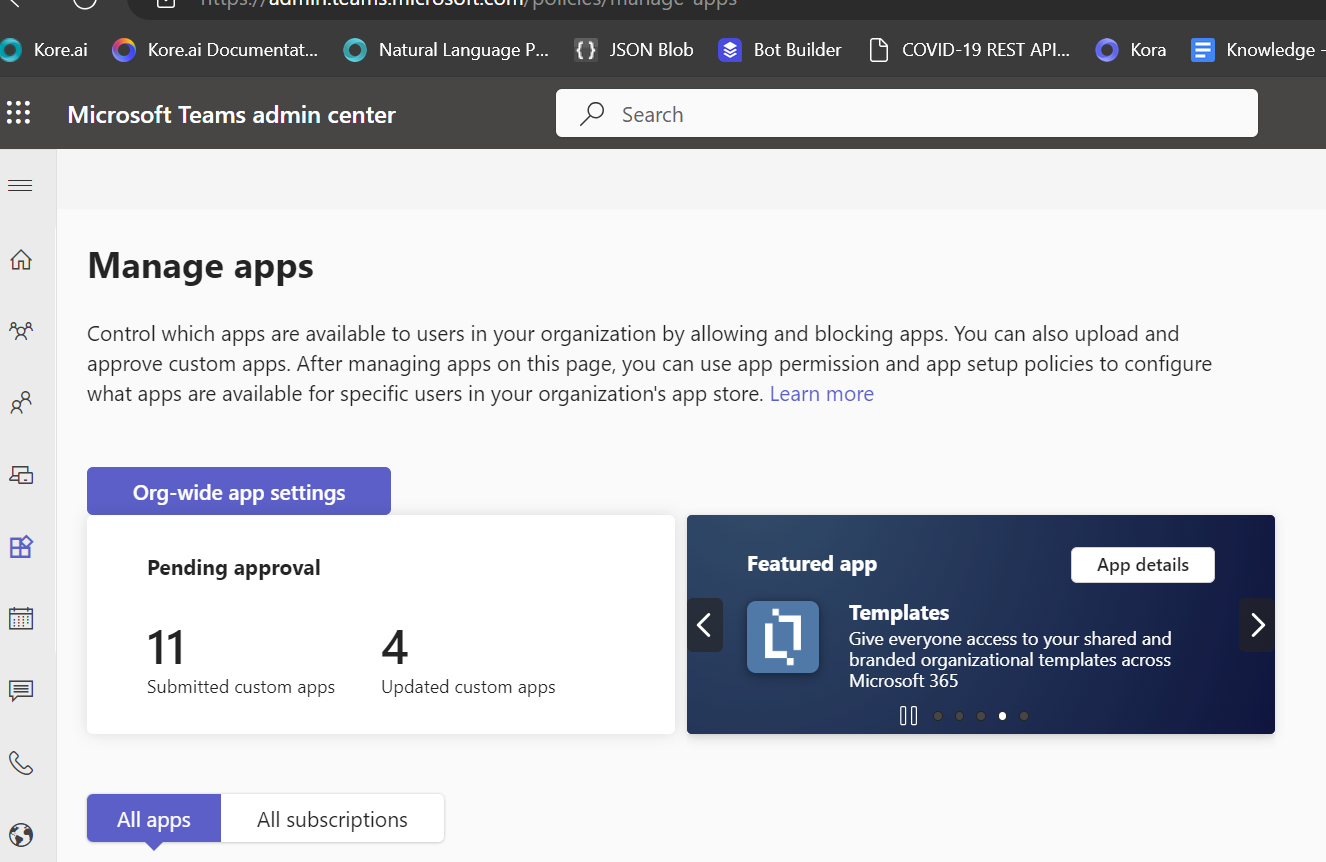 https://admin.teams.microsoft.com/policies/manage-apps
Kore.ai
Kore.ai Documentat...
Natural Language P...
JSON Blob
Bot Builder
COVID-19 REST API...
Kora
Knowledge -
Microsoft Teams admin center
Search
Manage apps
Control which apps are available to users in your organization by allowing and blocking apps. You can also upload and
approve custom apps. After managing apps on this page, you can use app permission and app setup policies to configure
what apps are available for specific users in your organization's app store. Learn more
Org-wide app settings
Pending approval
11
Submitted custom apps
4
Updated custom apps
Featured app
App details
Templates
Give everyone access to your shared and
branded organizational templates across
Microsoft 365
All apps
All subscriptions